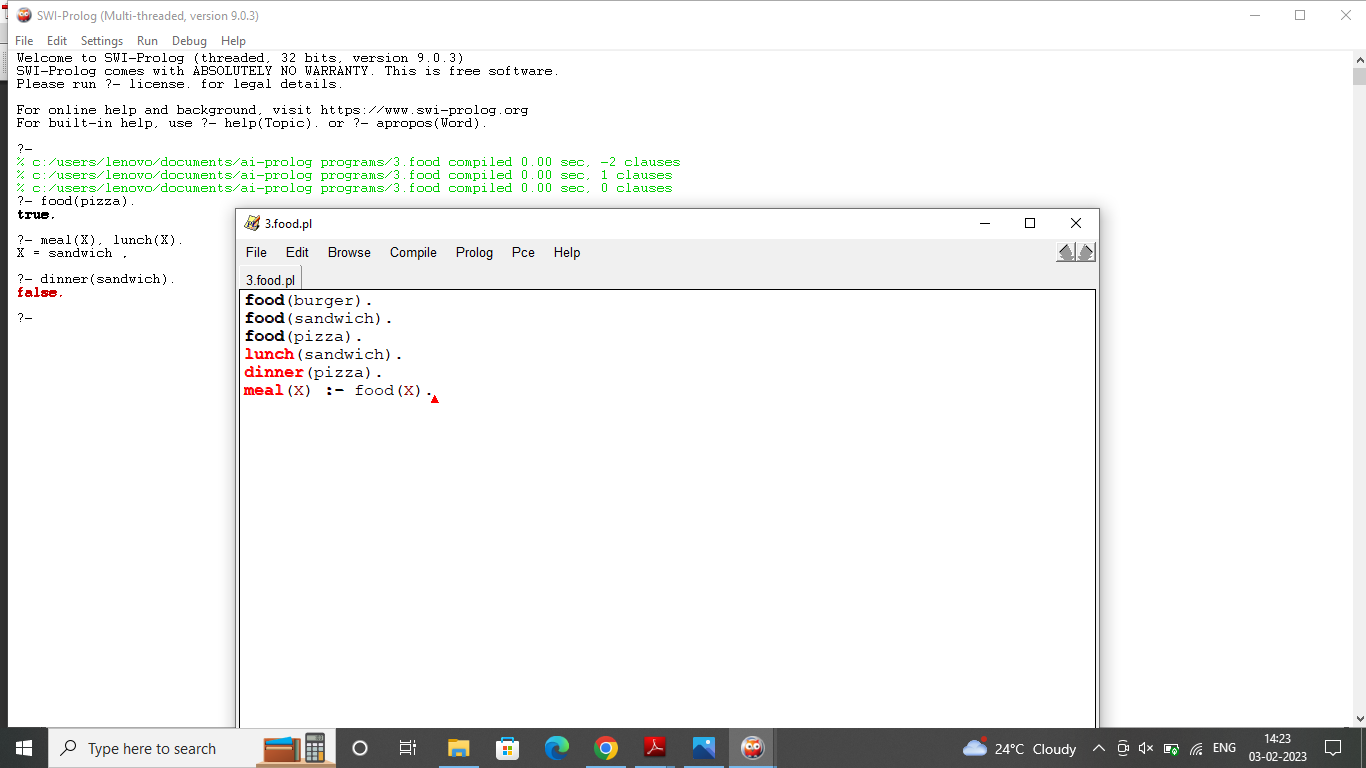 SWI-Prolog (Multi-threaded, version 9.0.3)
File Edit Settings Run Debug Help
Welcome to SWI-Prolog (threaded, 32 bits, version 9.0.3)
SWI-Prolog comes with ABSOLUTELY NO WARRANTY. This is free software.
Please run ?- license. for legal details.
For online help and background, visit https://www.swi-prolog.org
For built-in help, use ?- help(Topic). or ?- apropos(Word).
?-
% c:/users/lenovo/documents/ai-prolog programs/3.food compiled 0.00 sec, -2 clauses
% c:/users/lenovo/documents/ai-prolog programs/3.food compiled 0.00 sec, 1 clauses
% c:/users/lenovo/documents/ai-prolog programs/3.food compiled 0.00 sec, 0 clauses
?- food(pizza).
true.
?- meal(X), lunch(X).
X = sandwich ,
?- dinner(sandwich).
false.
?-
3.food.pl
File Edit Browse Compile Prolog Pce Help
3.food.pl
food(burger).
food(sandwich).
food(pizza).
lunch(sandwich).
dinner(pizza).
meal(X) :- food(X).
Type here to search
24°C Cloudy
ENG
14:23
03-02-2023